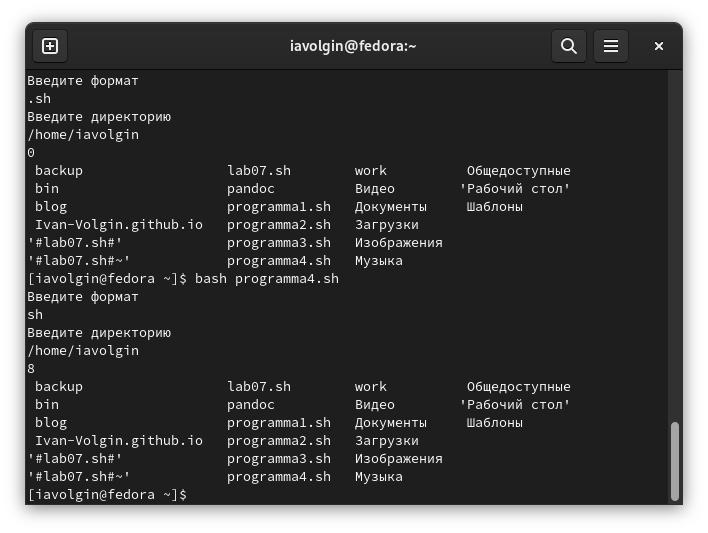 iavolgin@fedora:~
Введите формат
.sh
Введите директорию
/home/iavolgin
0
 backup                  lab07.sh        work          Общедоступные
 bin                     pandoc          Видео        'Рабочий стол'
 blog                    programma1.sh   Документы     Шаблоны
 Ivan-Volgin.github.io   programma2.sh   Загрузки
'#lab07.sh#'             programma3.sh   Изображения
'#lab07.sh#~'            programma4.sh   Музыка
[iavolgin@fedora ~]$ bash programma4.sh
Введите формат
sh
Введите директорию
/home/iavolgin
8
 backup                  lab07.sh        work          Общедоступные
 bin                     pandoc          Видео        'Рабочий стол'
 blog                    programma1.sh   Документы     Шаблоны
 Ivan-Volgin.github.io   programma2.sh   Загрузки
'#lab07.sh#'             programma3.sh   Изображения
'#lab07.sh#~'            programma4.sh   Музыка
[iavolgin@fedora ~]$